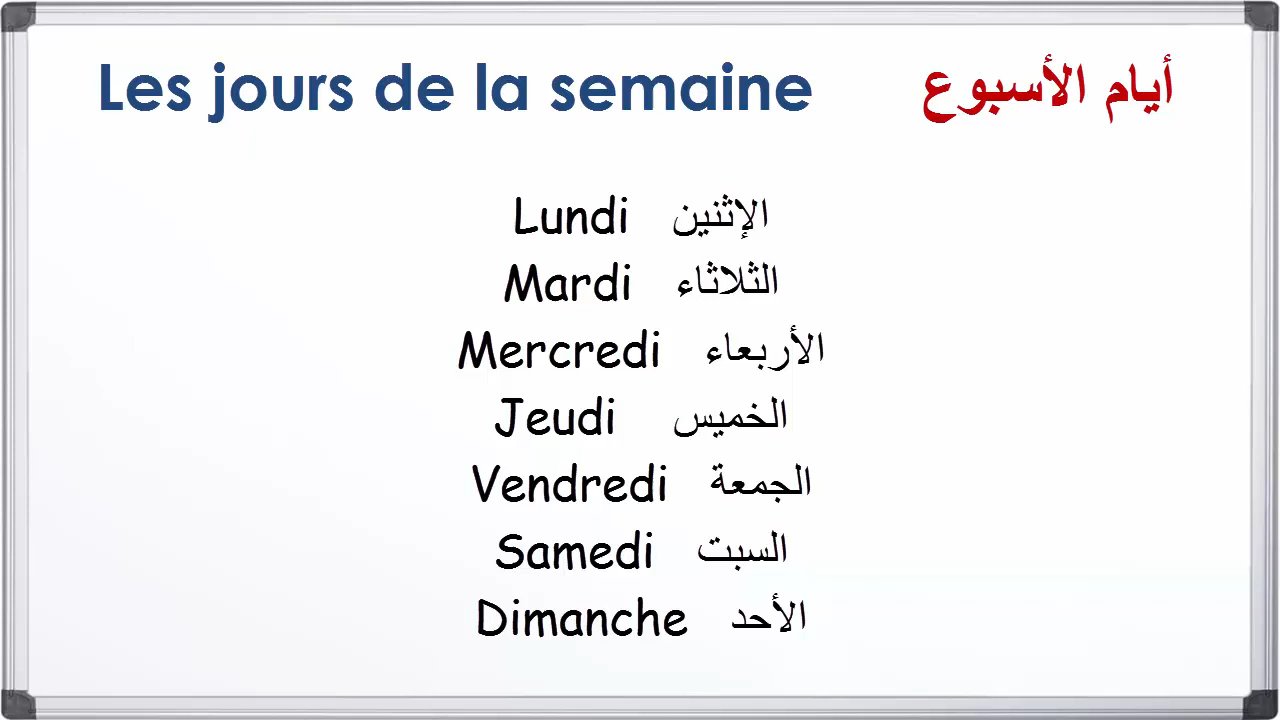 Les jours de la semaine أيام الأسبوع
Lundi الإثنين
Mardi الثلاثاء
Mercredi الأربعاء
Jeudi الخميس
Vendredi الجمعة
Samedi السبت
Dimanche الأحد